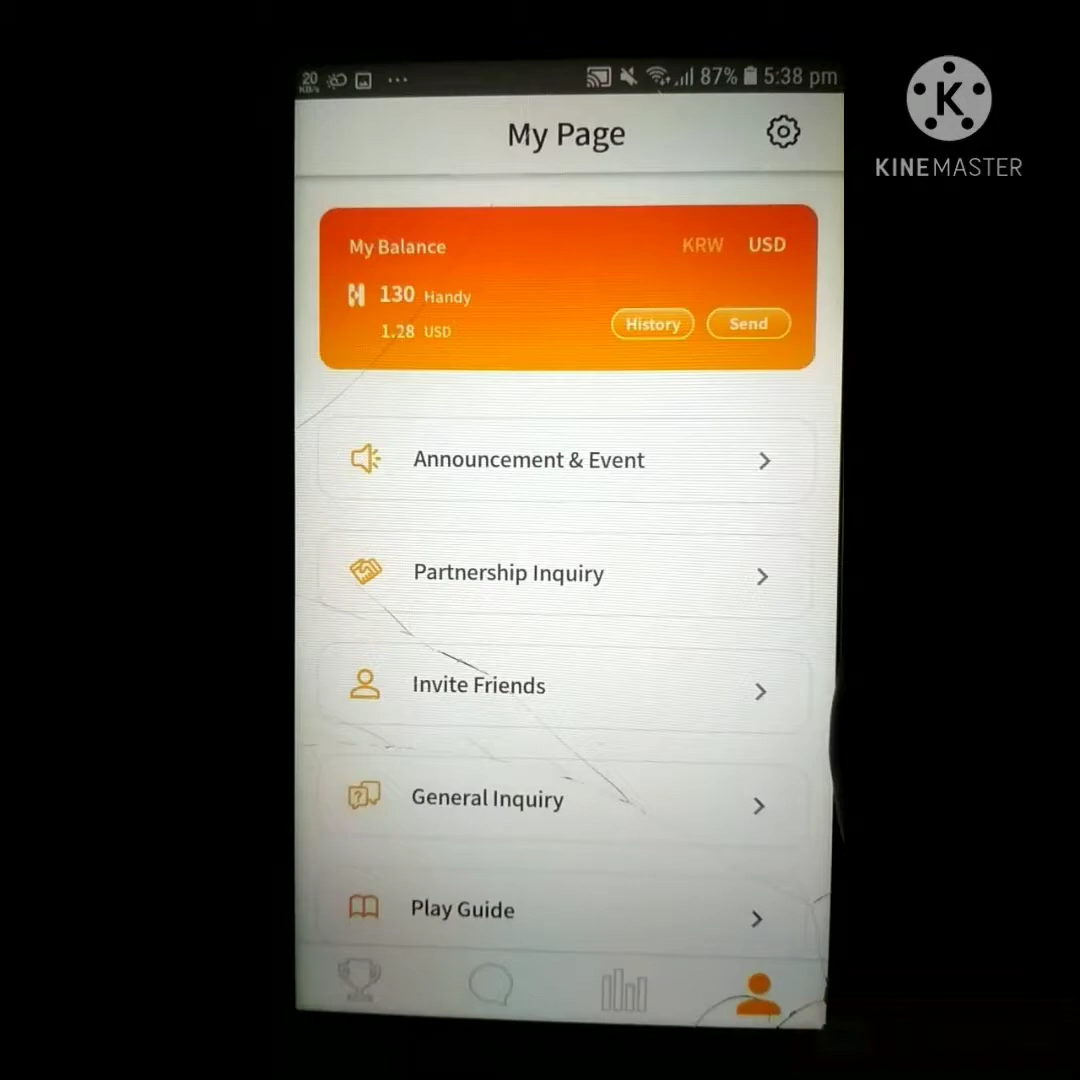 20
KB/s
87%
5:38 pm
My Page
K
KINEMASTER
My Balance
KRW USD
130 Handy
1.28 USD
History
Send
Announcement & Event
Partnership Inquiry
Invite Friends
General Inquiry
Play Guide